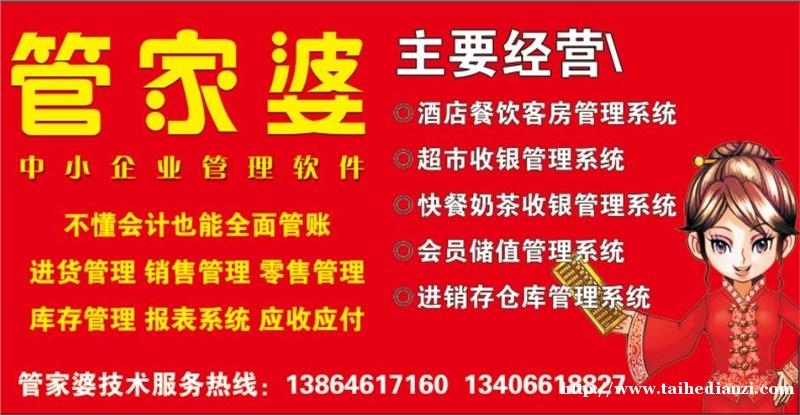 管家婆
中小企业管理软件
不懂会计也能全面管账
进货管理 销售管理 零售管理
库存管理 报表系统 应收应付
主要经营\
◎酒店餐饮客房管理系统
◎超市收银管理系统
◎快餐奶茶收银管理系统
◎会员储值管理系统
◎进销存仓库管理系统
管家婆技术服务热线：13864617160 13406618827
http://www.taihedianzi.com